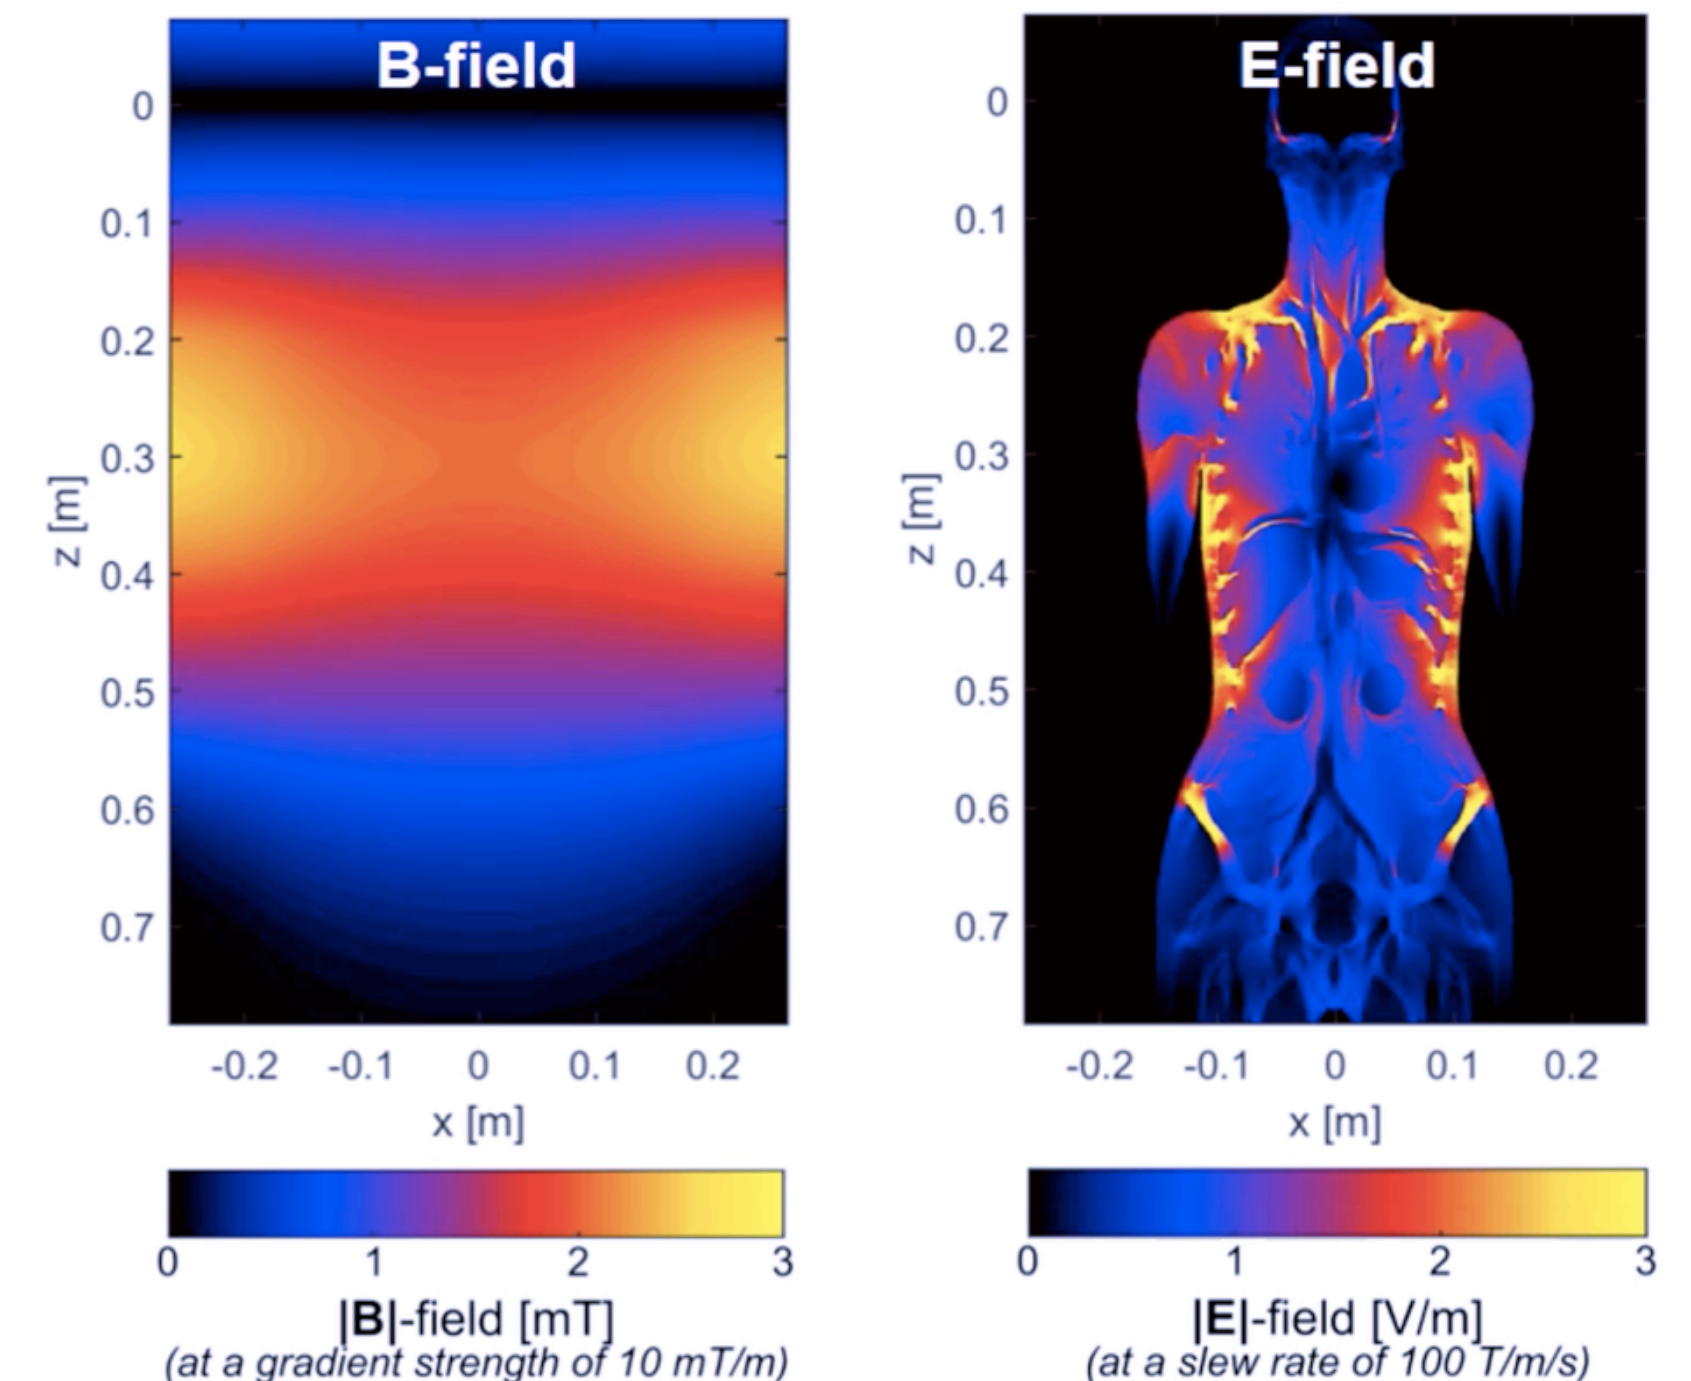 B-field
0
0.1
0.2
0.3
0.4
0.5
0.6
0.7
z [m]
-0.2 -0.1 0 0.1 0.2
x [m]
0 1 2 3
|B|-field [mT]
(at a gradient strength of 10 mT/m)
E-field
0
0.1
0.2
0.3
0.4
0.5
0.6
0.7
z [m]
-0.2 -0.1 0 0.1 0.2
x [m]
0 1 2 3
|E|-field [V/m]
(at a slew rate of 100 T/m/s)